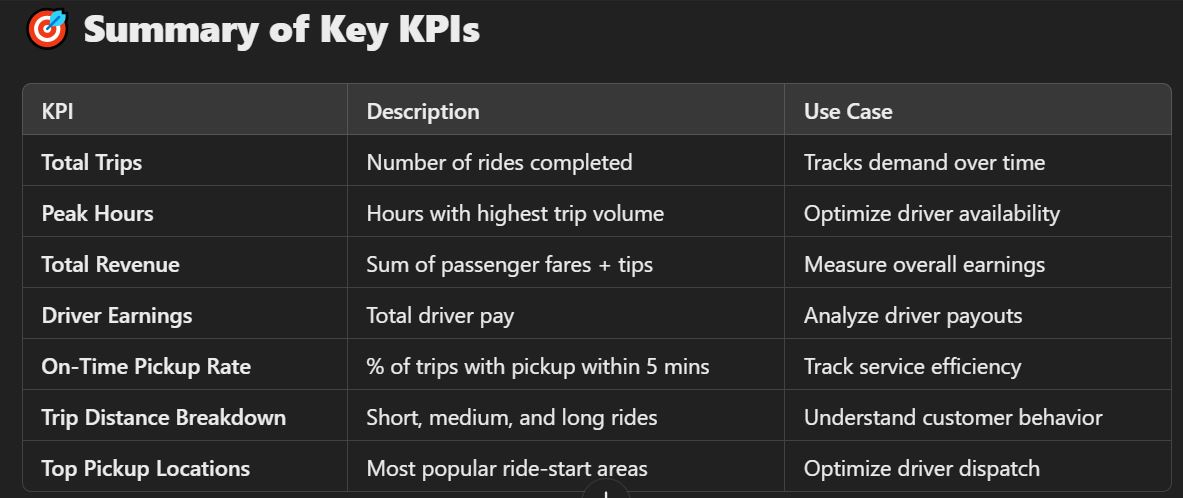 🎯 Summary of Key KPIs
KPI Description Use Case
Total Trips Number of rides completed Tracks demand over time
Peak Hours Hours with highest trip volume Optimize driver availability
Total Revenue Sum of passenger fares + tips Measure overall earnings
Driver Earnings Total driver pay Analyze driver payouts
On-Time Pickup Rate % of trips with pickup within 5 mins Track service efficiency
Trip Distance Breakdown Short, medium, and long rides Understand customer behavior
Top Pickup Locations Most popular ride-start areas Optimize driver dispatch